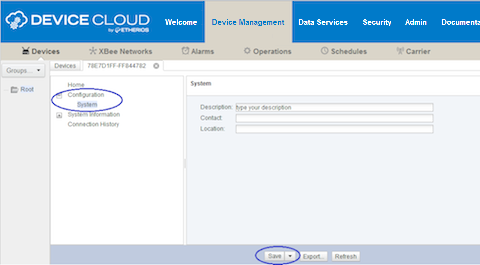 DEVICE CLOUD
BY ETHERIOS
Welcome Device Management Data Services Security Admin Documenta
Devices XBee Networks Alarms Operations Schedules Carrier
Groups... Devices
Root
Home
Configuration
System
System Information
Connection History
System
Description: type your description
Contact:
Location:
Save Export... Refresh